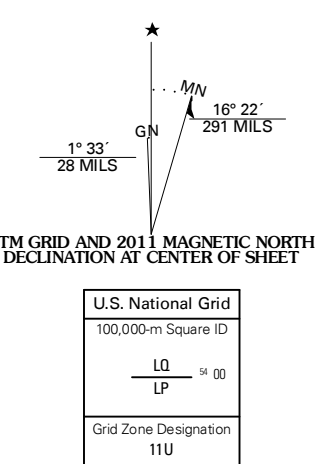 MN
GN
16° 22´
291 MILS
1° 33´
28 MILS
TM GRID AND 2011 MAGNETIC NORTH
DECLINATION AT CENTER OF SHEET
U.S. National Grid
100,000-m Square ID
LQ
54 00
LP
Grid Zone Designation
11U